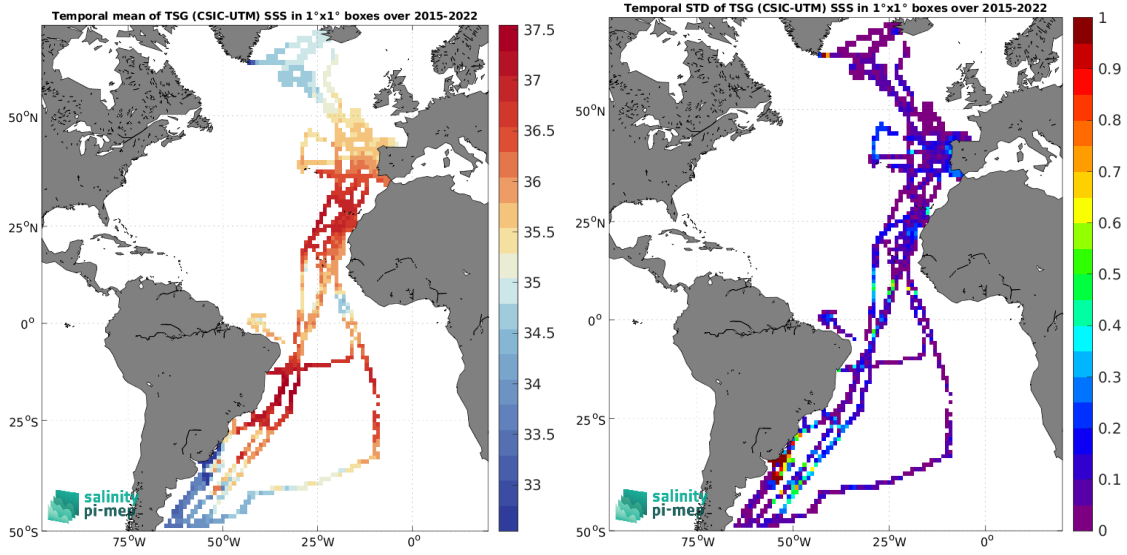 Temporal mean of TSG (CSIC-UTM) SSS in 1°x1° boxes over 2015-2022
37.5
37
36.5
36
35.5
35
34.5
34
33.5
33
50°N
25°N
0°
25°S
50°S
75°W
50°W
25°W
0°
salinity
pi-mep
Temporal STD of TSG (CSIC-UTM) SSS in 1°x1° boxes over 2015-2022
1
0.9
0.8
0.7
0.6
0.5
0.4
0.3
0.2
0.1
0
50°N
25°N
0°
25°S
50°S
75°W
50°W
25°W
0°
salinity
pi-mep